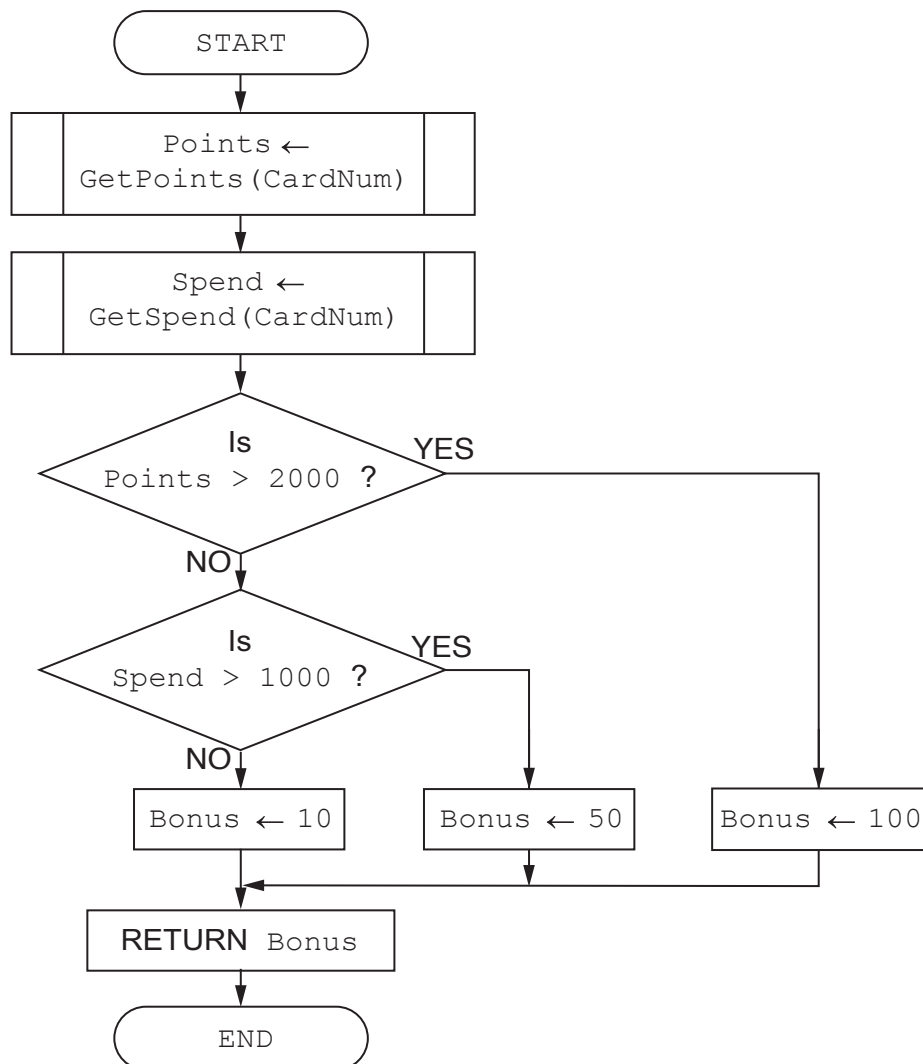 START
Points ←
GetPoints(CardNum)
Spend ←
GetSpend(CardNum)
Is
Points > 2000 ?
YES
NO
Is
Spend > 1000 ?
YES
NO
Bonus ← 10
Bonus ← 50
Bonus ← 100
RETURN Bonus
END